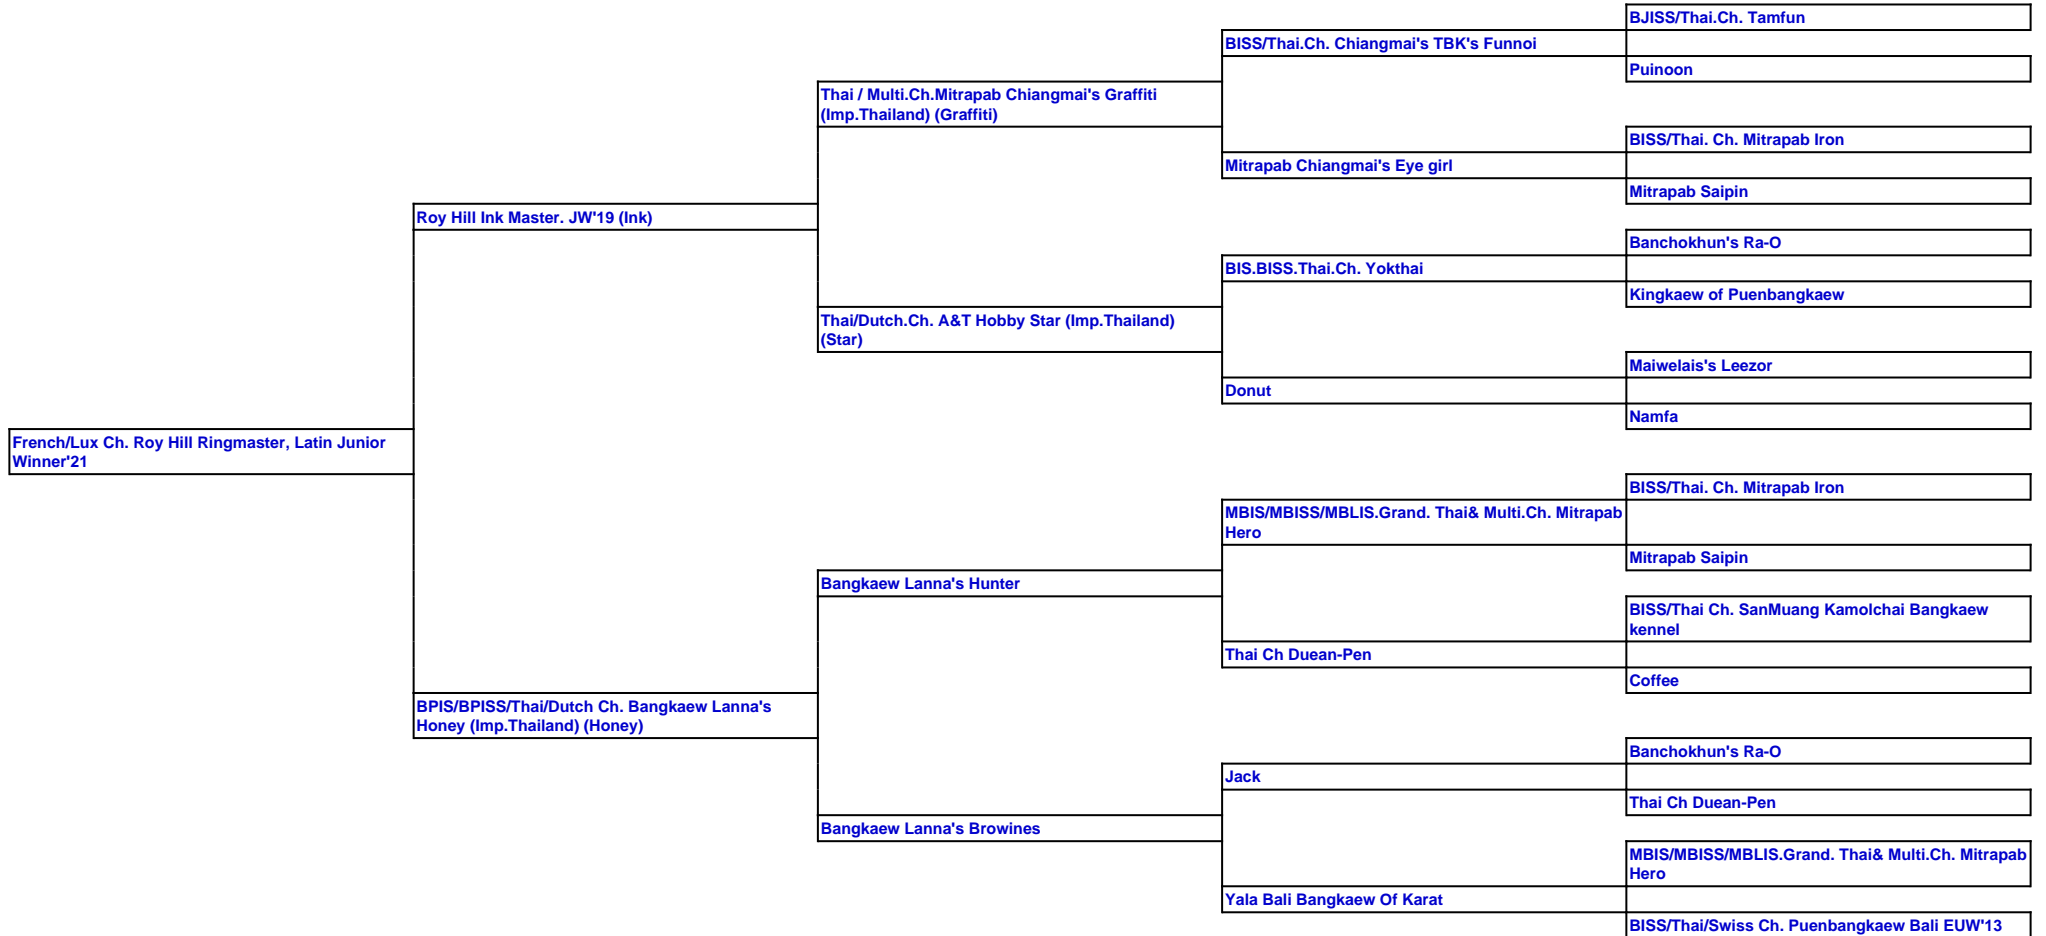 BJISS/Thai.Ch. Tamfun
BISS/Thai.Ch. Chiangmai's TBK's Funnoi
Puinoon
Thai / Multi.Ch.Mitrapab Chiangmai's Graffiti
(Imp.Thailand) (Graffiti)
BISS/Thai. Ch. Mitrapab Iron
Mitrapab Chiangmai's Eye girl
Mitrapab Saipin
Roy Hill Ink Master. JW'19 (Ink)
Banchokhun's Ra-O
BIS.BISS.Thai.Ch. Yokthai
Kingkaew of Puenbangkaew
Thai/Dutch.Ch. A&T Hobby Star (Imp.Thailand)
(Star)
Maiwelais's Leezor
Donut
Namfa
French/Lux Ch. Roy Hill Ringmaster, Latin Junior
Winner'21
BISS/Thai. Ch. Mitrapab Iron
MBIS/MBISS/MBLIS.Grand. Thai& Multi.Ch. Mitrapab
Hero
Mitrapab Saipin
Bangkaew Lanna's Hunter
BISS/Thai Ch. SanMuang Kamolchai Bangkaew
kennel
Thai Ch Duean-Pen
Coffee
BPIS/BPISS/Thai/Dutch Ch. Bangkaew Lanna's
Honey (Imp.Thailand) (Honey)
Banchokhun's Ra-O
Jack
Thai Ch Duean-Pen
Bangkaew Lanna's Browines
MBIS/MBISS/MBLIS.Grand. Thai& Multi.Ch. Mitrapab
Hero
Yala Bali Bangkaew Of Karat
BISS/Thai/Swiss Ch. Puenbangkaew Bali EUW'13